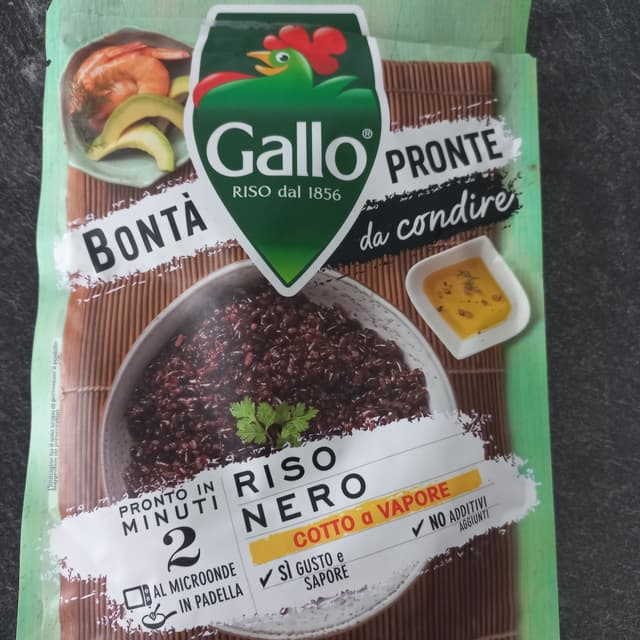 Gallo®
RISO dal 1856
BONTÀ
PRONTE
da condire
PRONTO IN
MINUTI
2
AL MICROONDE
IN PADELLA
RISO
NERO
COTTO a VAPORE
✔ SÌ GUSTO e
SAPORE
✔ NO ADDITIVI
AGGIUNTI